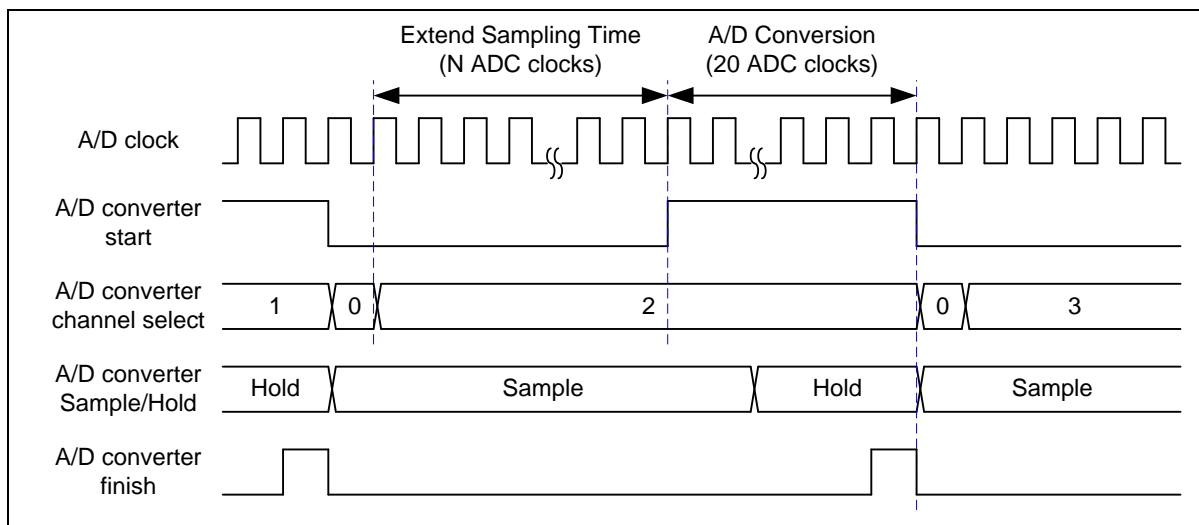 Extend Sampling Time
(N ADC clocks)
A/D Conversion
(20 ADC clocks)
A/D clock
A/D converter
start
A/D converter
channel select
1
0
2
0
3
A/D converter
Sample/Hold
Hold
Sample
Hold
Sample
A/D converter
finish